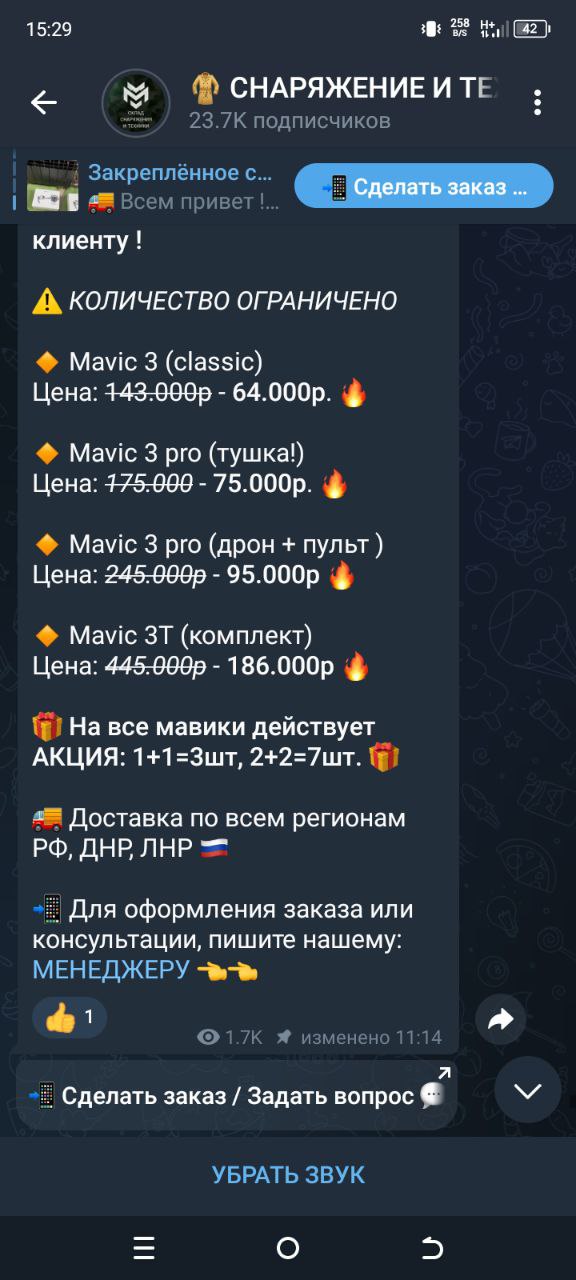 15:29
258 B/S
H+
42
СНАРЯЖЕНИЕ И ТЕХ
23.7K подписчиков
Закреплённое с...
Всем привет !...
Сделать заказ ...
клиенту !
КОЛИЧЕСТВО ОГРАНИЧЕНО
Mavic 3 (classic)
Цена: 143.000р - 64.000р.
Mavic 3 pro (тушка!)
Цена: 175.000 - 75.000р.
Mavic 3 pro (дрон + пульт )
Цена: 245.000р - 95.000р
Mavic 3T (комплект)
Цена: 445.000р - 186.000р
На все мавики действует
АКЦИЯ: 1+1=3шт, 2+2=7шт.
Доставка по всем регионам
РФ, ДНР, ЛНР
Для оформления заказа или
консультации, пишите нашему:
МЕНЕДЖЕРУ
1
1.7K изменено 11:14
Сделать заказ / Задать вопрос
УБРАТЬ ЗВУК